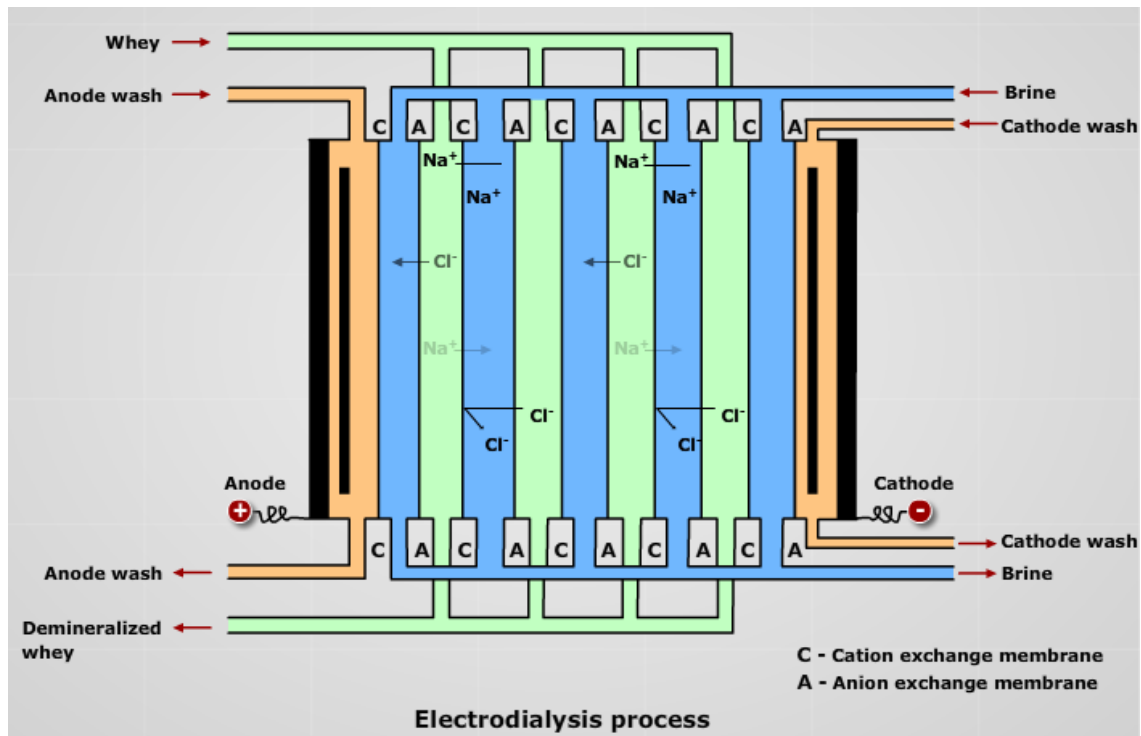 Whey
Anode wash
Brine
Cathode wash
C A C A C A C A C A
Na⁺ Na⁺
Na⁺ Na⁺
Cl⁻ Cl⁻
Na⁺ Na⁺
Cl⁻ Cl⁻
Cl⁻ Cl⁻
Anode
Cathode
+
-
C A C A C A C A C A
Cathode wash
Anode wash
Brine
Demineralized
whey
C - Cation exchange membrane
A - Anion exchange membrane
Electrodialysis process